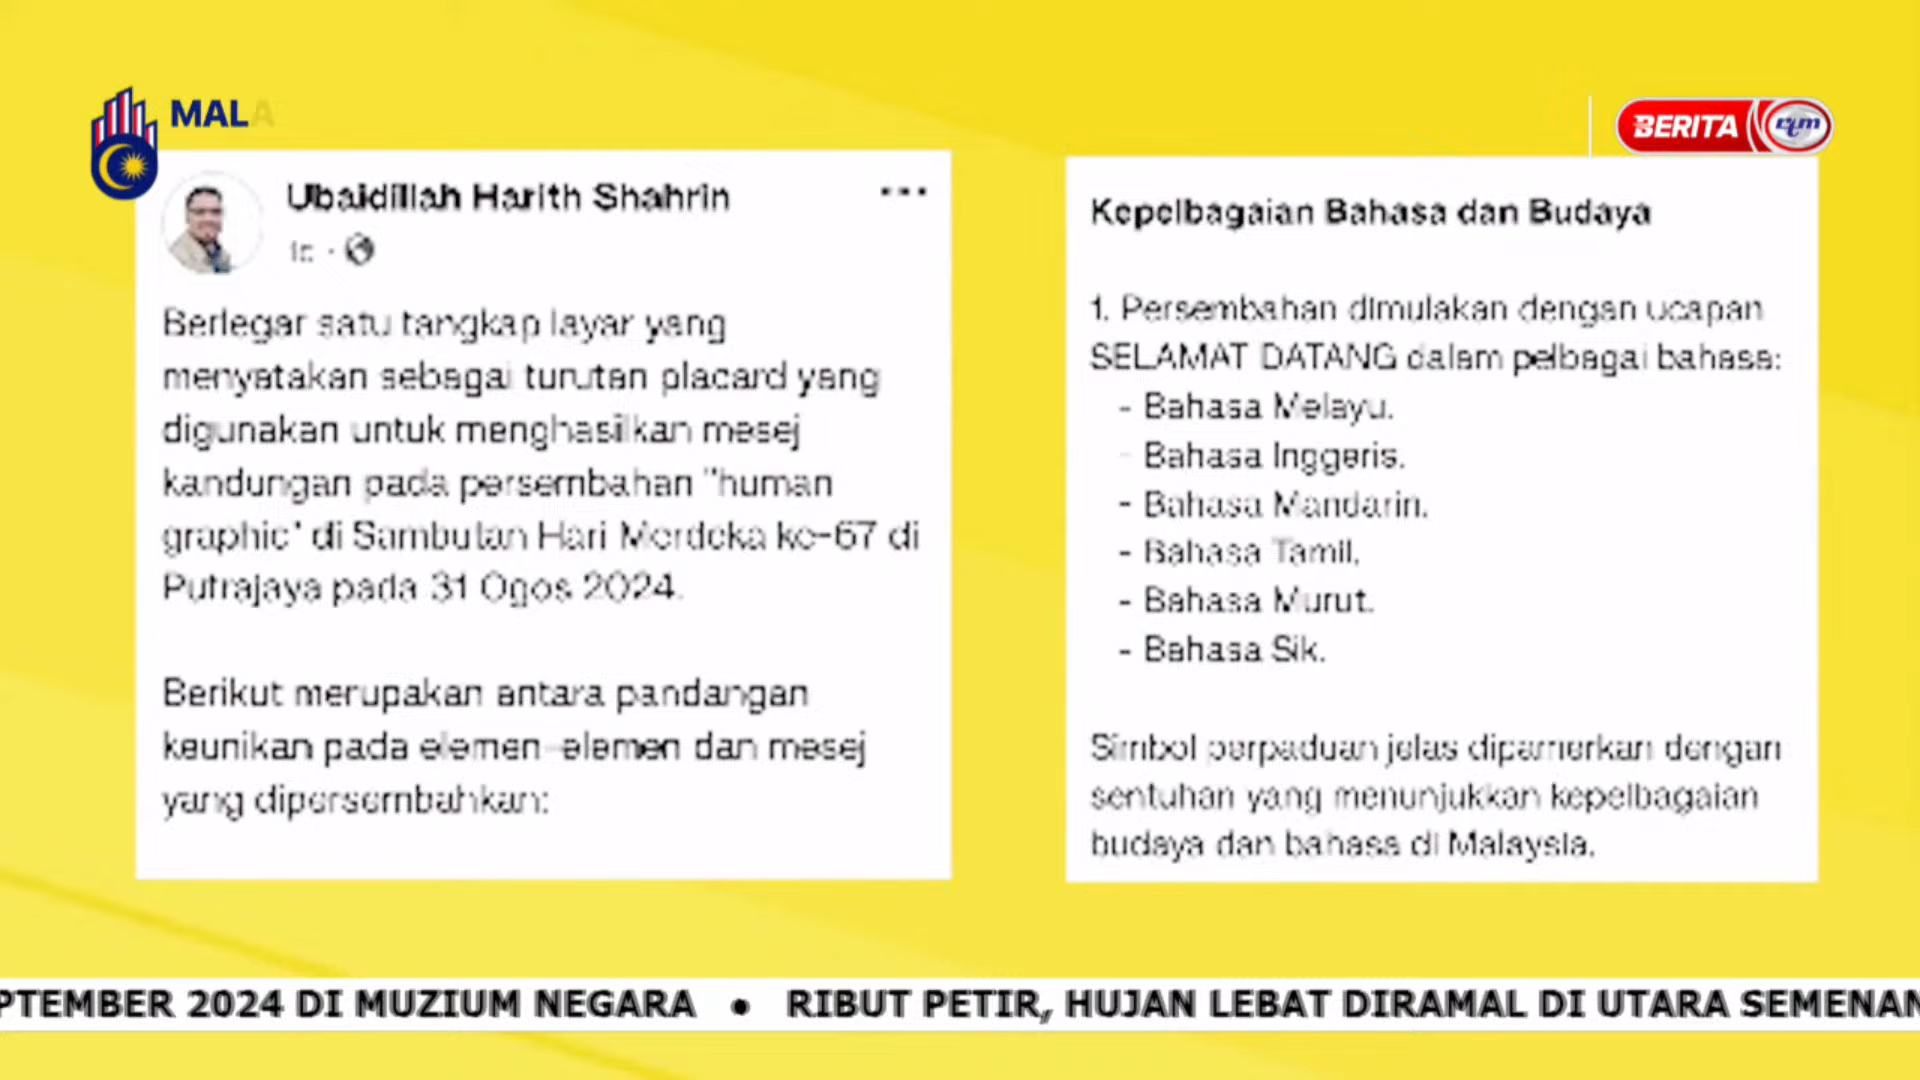 MALA
BERITA rtm
Ubaidillah Harith Shahrin
Berlegar satu tangkap layar yang
menyatakan sebagai turutan placard yang
digunakan untuk menghasilkan mesej
kandungan pada persembahan "human
graphic" di Sambutan Hari Merdeka ke-67 di
Putrajaya pada 31 Ogos 2024.
Berikut merupakan antara pandangan
keunikan pada elemen-elemen dan mesej
yang dipersembahkan:
Kepelbagaian Bahasa dan Budaya
1. Persembahan dimulakan dengan ucapan
SELAMAT DATANG dalam pelbagai bahasa:
- Bahasa Melayu.
- Bahasa Inggeris.
- Bahasa Mandarin.
- Bahasa Tamil.
- Bahasa Murut.
- Bahasa Sik.
Simbol perpaduan jelas dipamerkan dengan
sentuhan yang menunjukkan kepelbagaian
budaya dan bahasa di Malaysia.
PTEMBER 2024 DI MUZIUM NEGARA • RIBUT PETIR, HUJAN LEBAT DIRAMAL DI UTARA SEMENAN